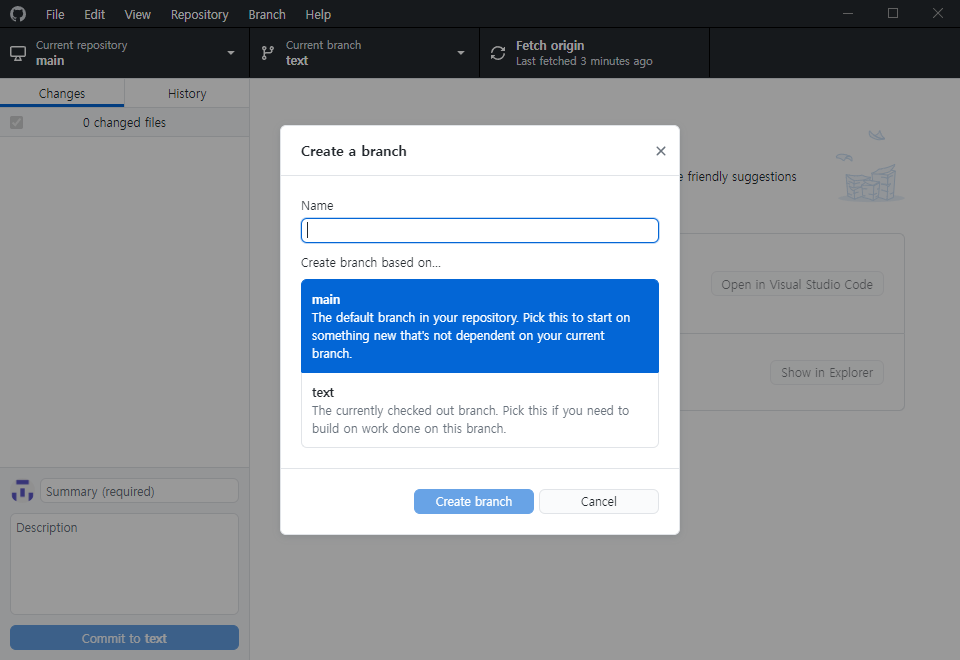 File Edit View Repository Branch Help
Current repository
main
Current branch
text
Fetch origin
Last fetched 3 minutes ago
Changes
History
0 changed files
friendly suggestions
Open in Visual Studio Code
Show in Explorer
Create a branch
Name
Create branch based on...
main
The default branch in your repository. Pick this to start on
something new that's not dependent on your current
branch.
text
The currently checked out branch. Pick this if you need to
build on work done on this branch.
Create branch
Cancel
Summary (required)
Description
Commit to text